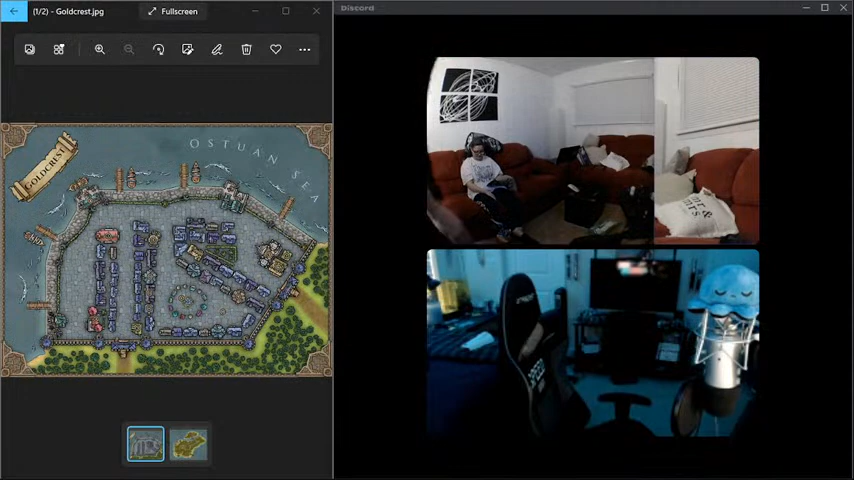 (1/2) - Goldcrest.jpg
Fullscreen
Discord
GOLDCREST
OSTUAN SEA